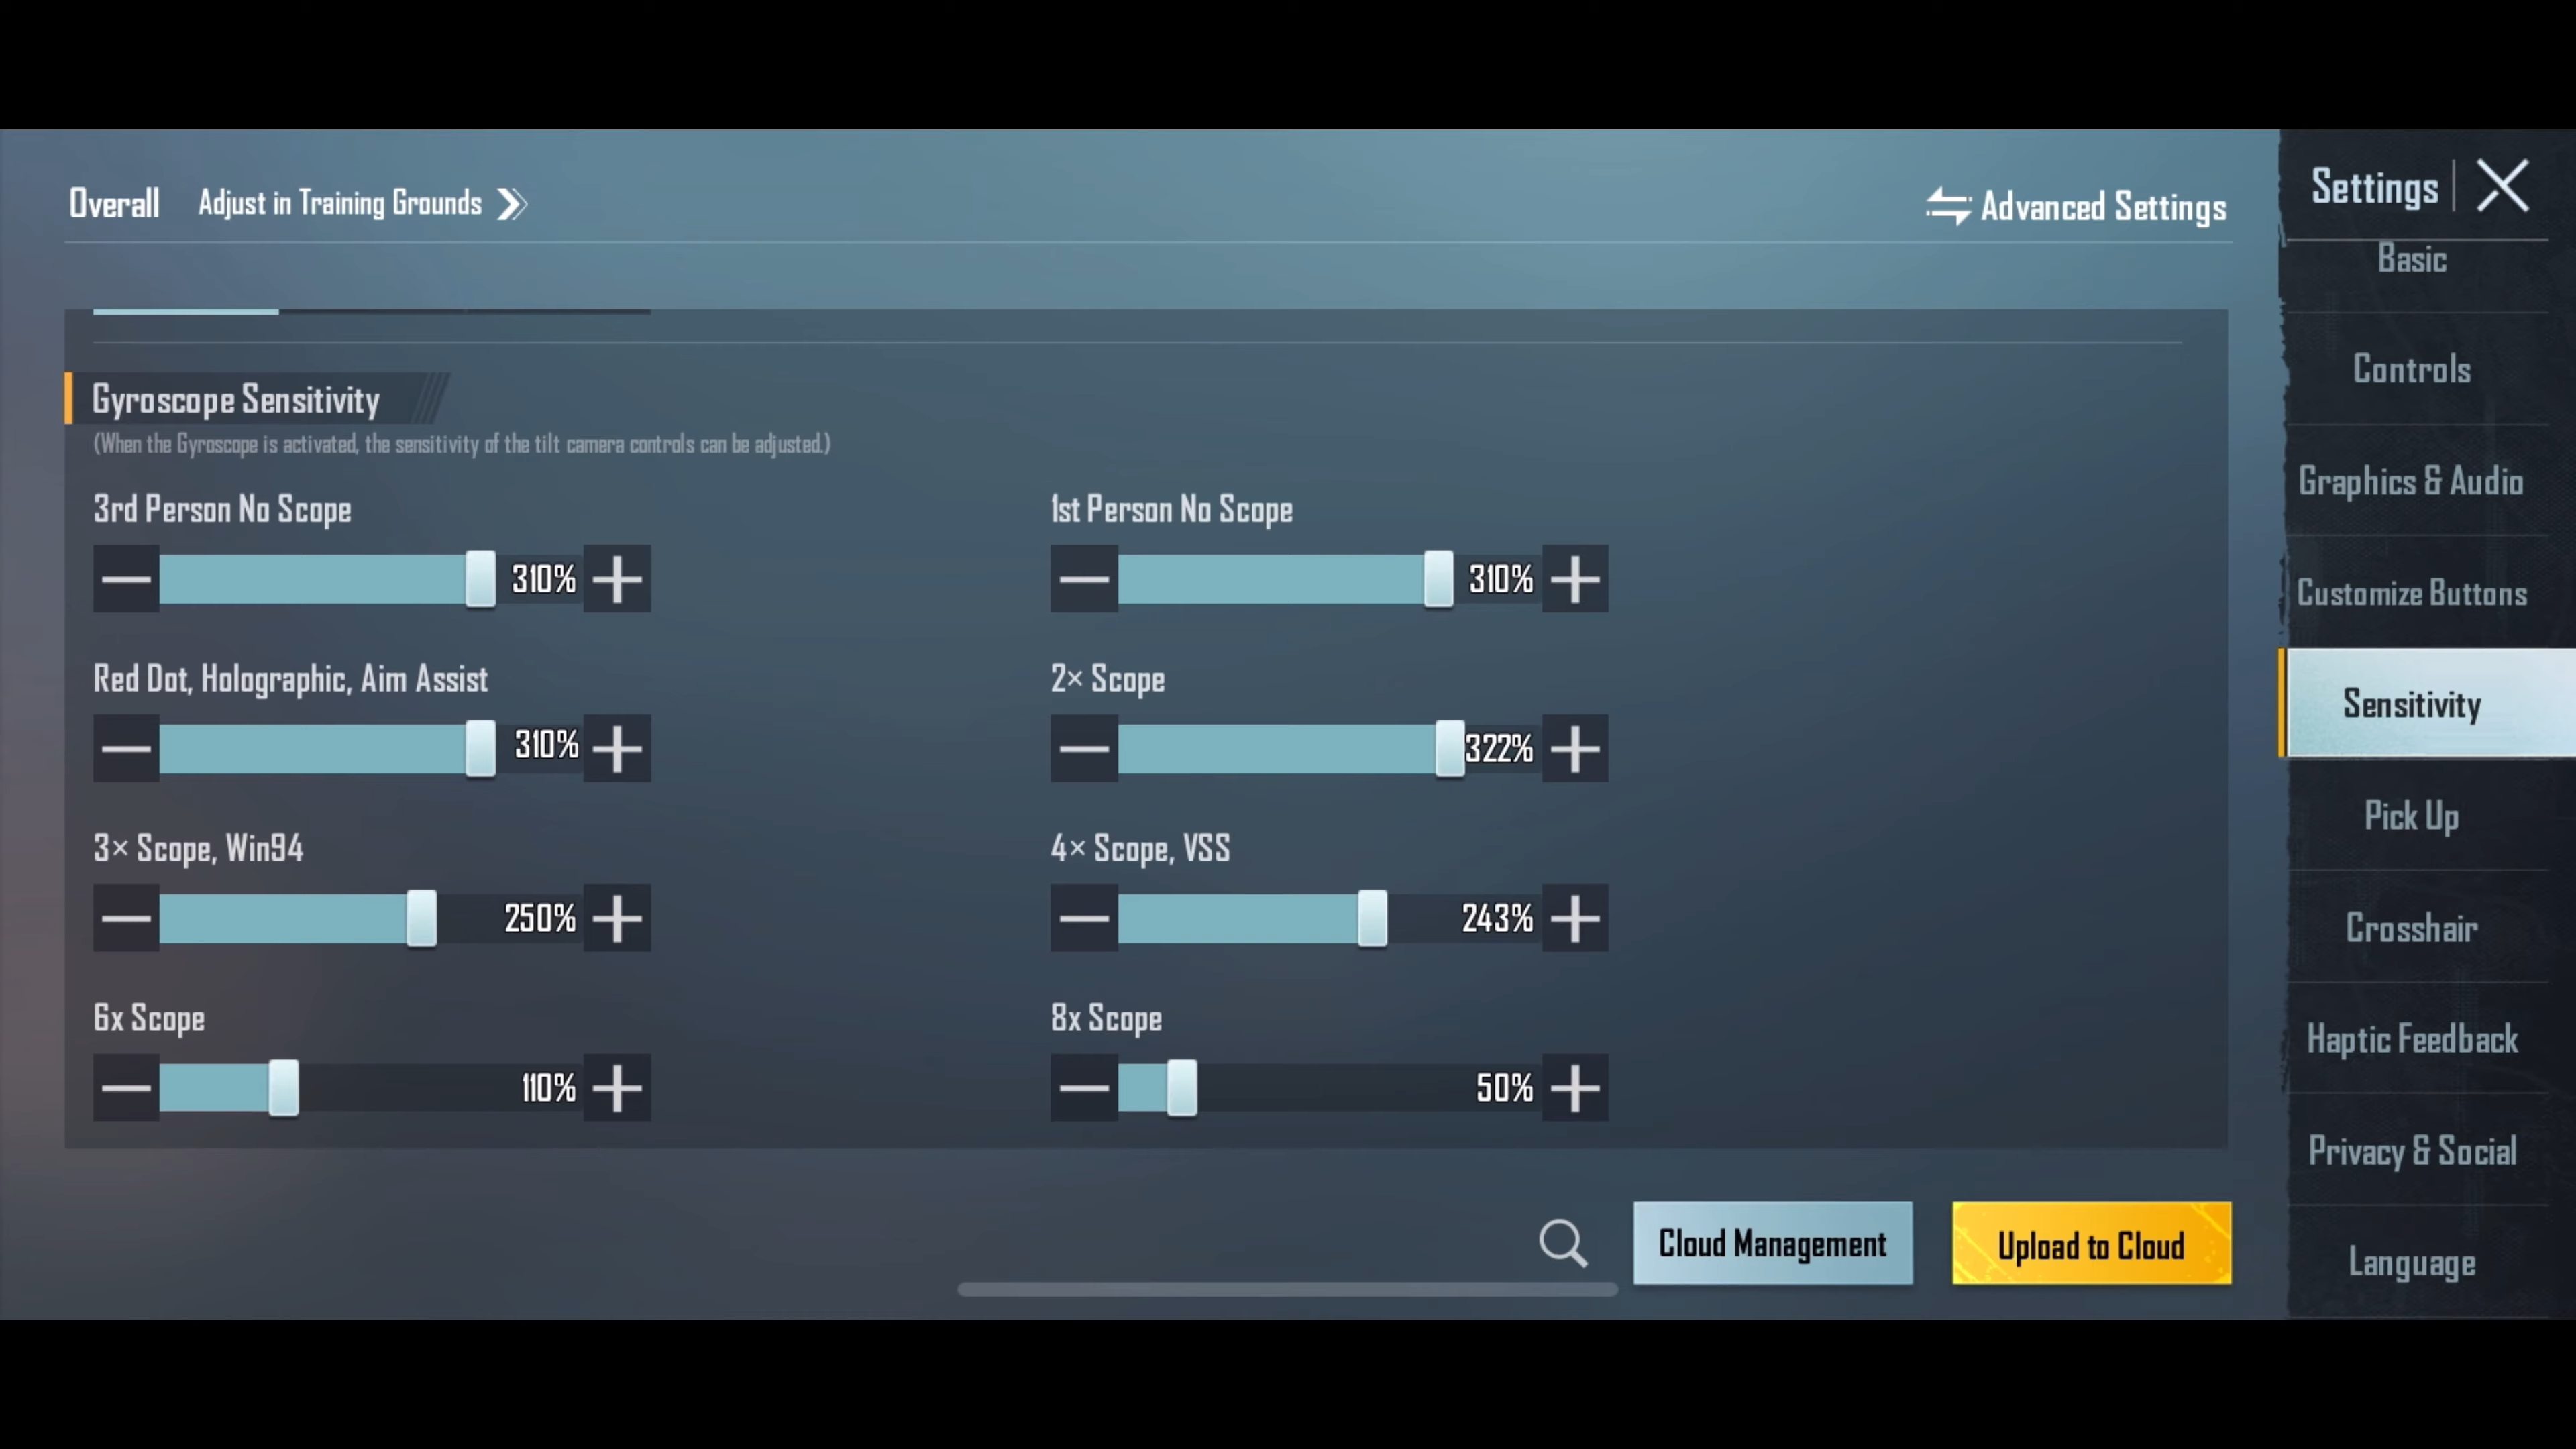 Overall Adjust in Training Grounds
Advanced Settings
Settings
Gyroscope Sensitivity
(When the Gyroscope is activated, the sensitivity of the tilt camera controls can be adjusted.)
3rd Person No Scope
310%
1st Person No Scope
310%
Red Dot, Holographic, Aim Assist
310%
2× Scope
322%
3× Scope, Win94
250%
4× Scope, VSS
243%
6x Scope
110%
8x Scope
50%
Cloud Management
Upload to Cloud
Basic
Controls
Graphics & Audio
Customize Buttons
Sensitivity
Pick Up
Crosshair
Haptic Feedback
Privacy & Social
Language